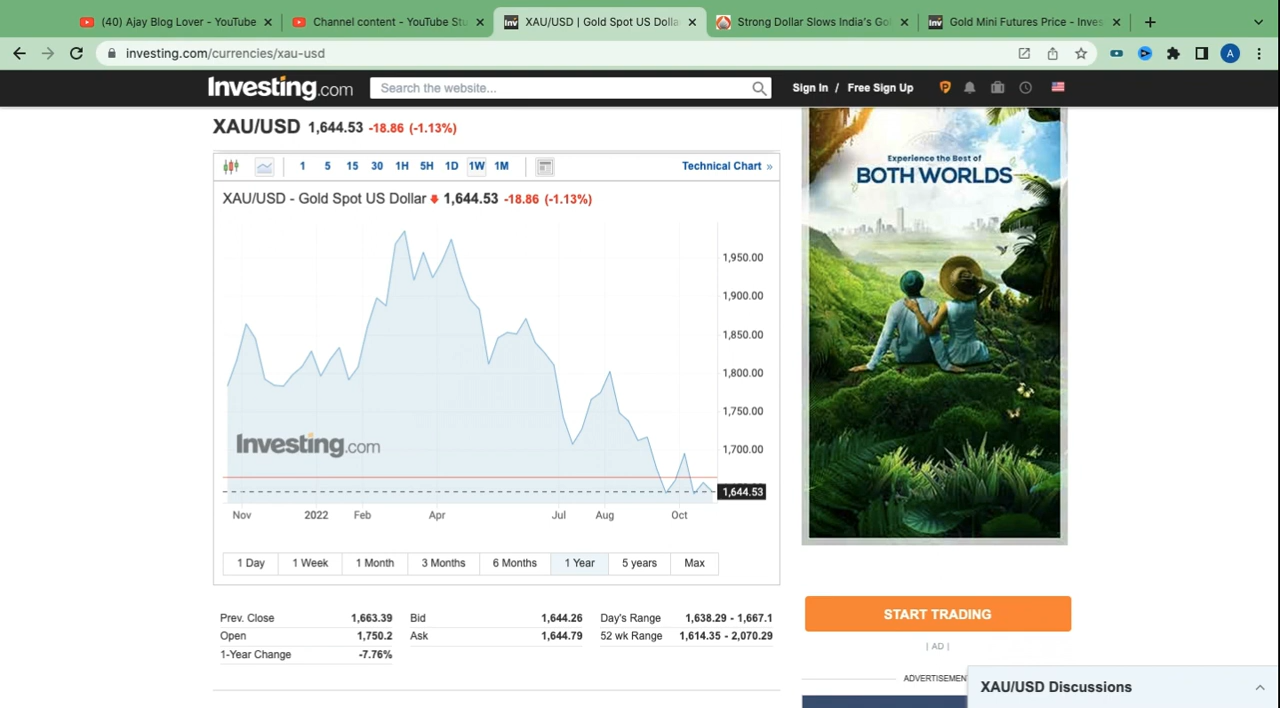 (40) Ajay Blog Lover - YouTube
Channel content - YouTube Stu
XAU/USD | Gold Spot US Dolla
Strong Dollar Slows India's Gol
Gold Mini Futures Price - Inves
investing.com/currencies/xau-usd
A
Investing.com
Search the website...
Sign In / Free Sign Up
XAU/USD 1,644.53 -18.86 (-1.13%)
1 5 15 30 1H 5H 1D 1W 1M
Technical Chart »
XAU/USD - Gold Spot US Dollar 1,644.53 -18.86 (-1.13%)
1,950.00
1,900.00
1,850.00
1,800.00
1,750.00
1,700.00
1,644.53
Investing.com
Nov 2022 Feb Apr Jul Aug Oct
1 Day 1 Week 1 Month 3 Months 6 Months 1 Year 5 years Max
Prev. Close 1,663.39 Bid 1,644.26 Day's Range 1,638.29 - 1,667.1
Open 1,750.2 Ask 1,644.79 52 wk Range 1,614.35 - 2,070.29
1-Year Change -7.76%
Experience the Best of
BOTH WORLDS
START TRADING
| AD |
ADVERTISEMEN
XAU/USD Discussions